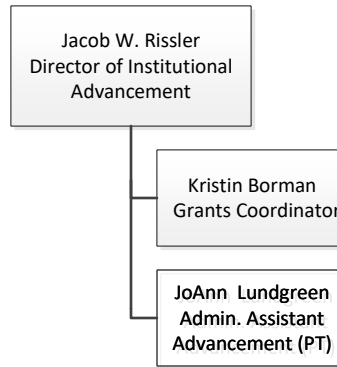 Jacob W. Rissler
Director of Institutional
Advancement
Kristin Borman
Grants Coordinator
JoAnn Lundgreen
Admin. Assistant
Advancement (PT)